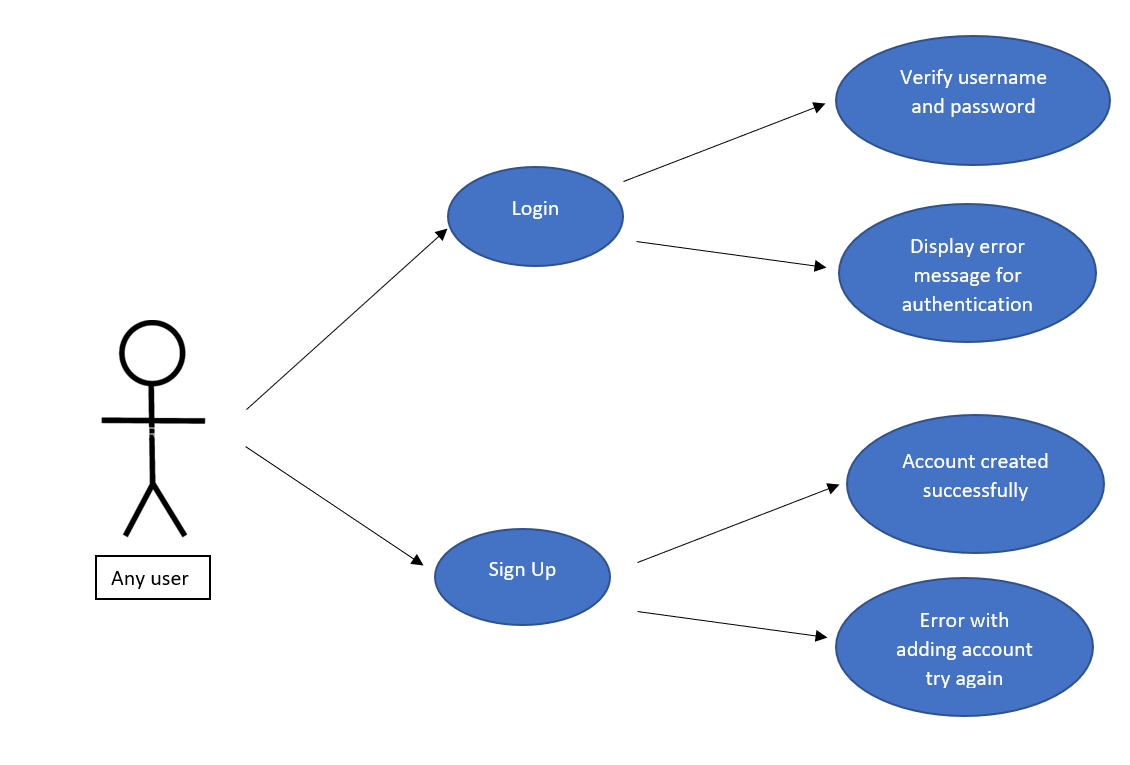 Verify username
and password
Login
Display error
message for
authentication
Any user
Account created
successfully
Sign Up
Error with
adding account
try again